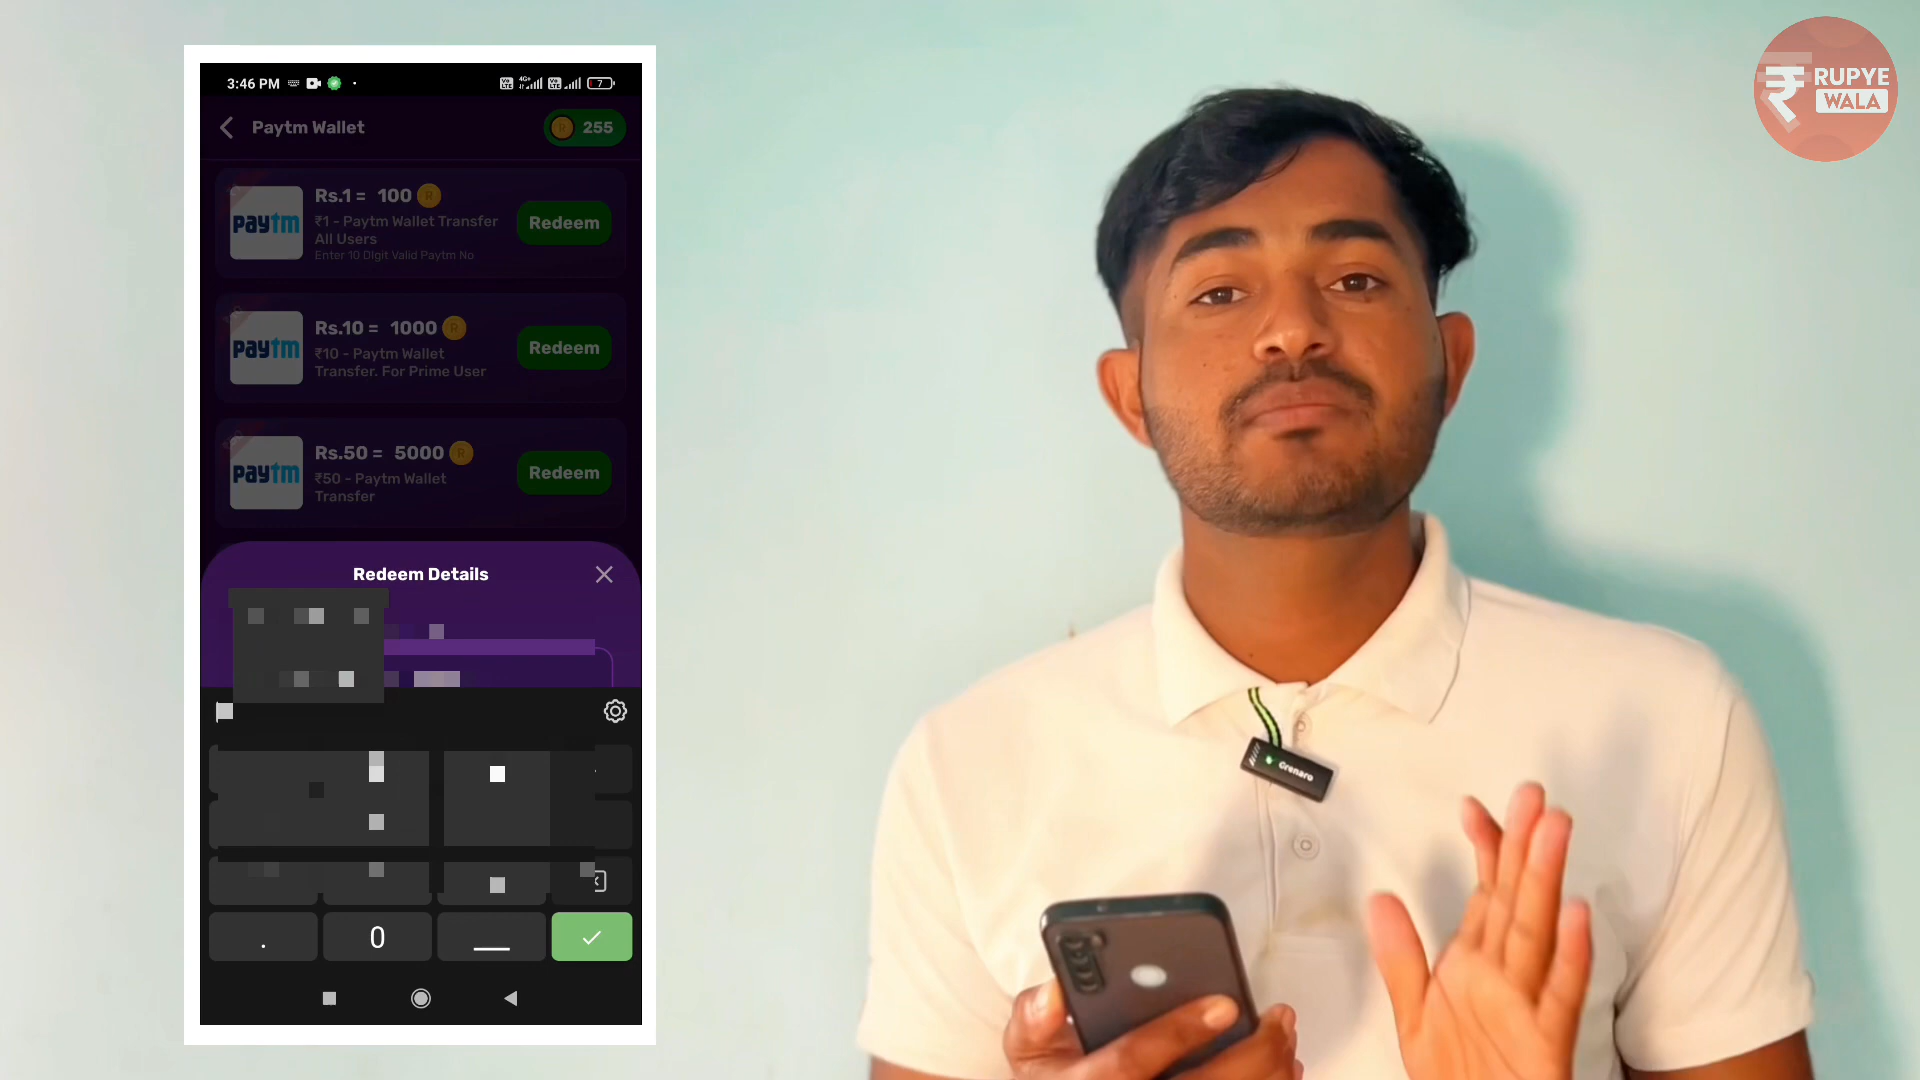 3:46 PM
7
Paytm Wallet
255
Rs.1 = 100
₹1 - Paytm Wallet Transfer
All Users
Enter 10 Digit Valid Paytm No
Redeem
paytm
Rs.10 = 1000
₹10 - Paytm Wallet
Transfer. For Prime User
Redeem
paytm
Rs.50 = 5000
₹50 - Paytm Wallet
Transfer
Redeem
paytm
Redeem Details
. 0
₹ RUPYE
WALA
Grenaro